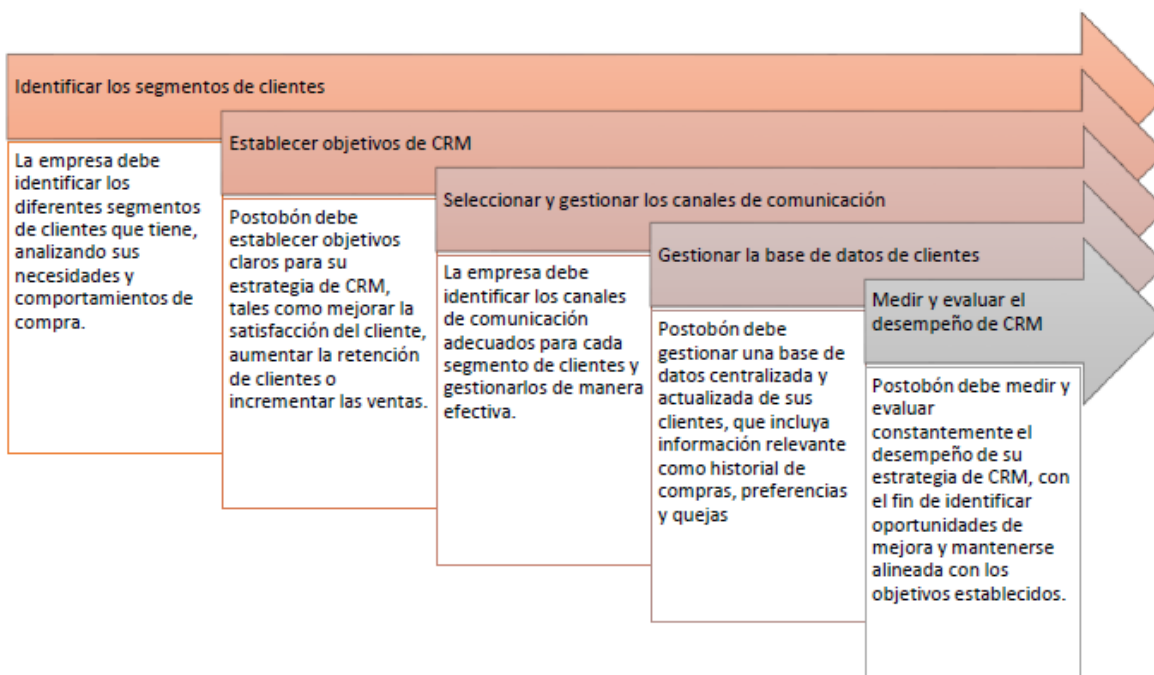 Identificar los segmentos de clientes
La empresa debe
identificar los
diferentes segmentos
de clientes que tiene,
analizando sus
necesidades y
comportamientos de
compra.
Establecer objetivos de CRM
Postobón debe
establecer objetivos
claros para su
estrategia de CRM,
tales como mejorar la
satisfacción del cliente,
aumentar la retención
de clientes o
incrementar las ventas.
Seleccionar y gestionar los canales de comunicación
La empresa debe
identificar los canales
de comunicación
adecuados para cada
segmento de clientes y
gestionarlos de manera
efectiva.
Gestionar la base de datos de clientes
Postobón debe
gestionar una base de
datos centralizada y
actualizada de sus
clientes, que incluya
información relevante
como historial de
compras, preferencias
y quejas
Medir y evaluar el
desempeño de CRM
Postobón debe medir y
evaluar
constantemente el
desempeño de su
estrategia de CRM, con
el fin de identificar
oportunidades de
mejora y mantenerse
alineada con los
objetivos establecidos.